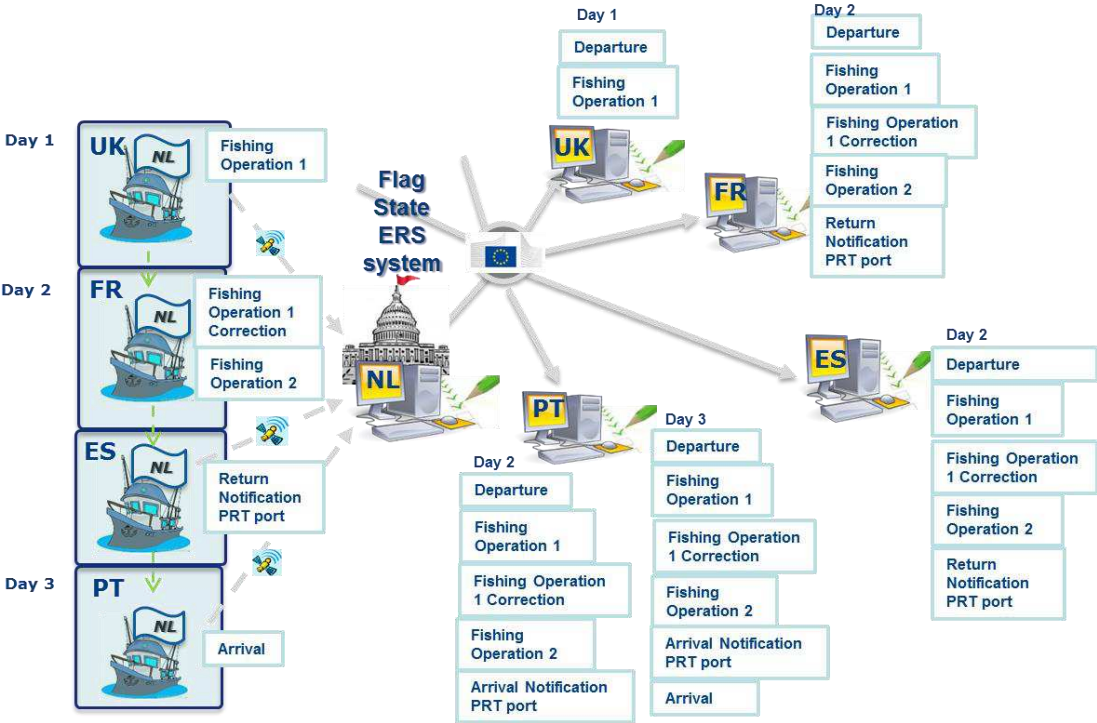 Day 1
UK
NL
Fishing
Operation 1
Day 2
FR
NL
Fishing
Operation 1
Correction
Fishing
Operation 2
ES
NL
Return
Notification
PRT port
Day 3
PT
NL
Arrival
Flag
State
ERS
system
NL
Day 1
Departure
Fishing
Operation 1
UK
Day 2
Departure
Fishing
Operation 1
Fishing Operation
1 Correction
Fishing
Operation 2
Return
Notification
PRT port
FR
ES
Day 2
Departure
Fishing
Operation 1
Fishing Operation
1 Correction
Fishing
Operation 2
Return
Notification
PRT port
PT
Day 2
Departure
Fishing
Operation 1
Fishing Operation
1 Correction
Fishing
Operation 2
Arrival Notification
PRT port
Day 3
Departure
Fishing
Operation 1
Fishing Operation
1 Correction
Fishing
Operation 2
Arrival Notification
PRT port
Arrival